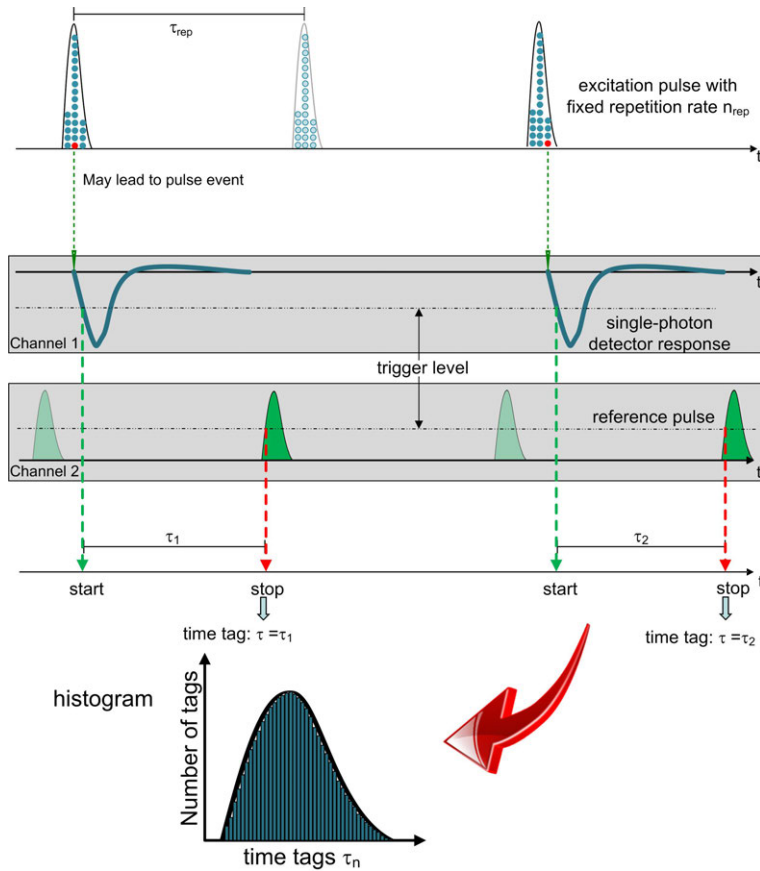 τrep
excitation pulse with
fixed repetition rate nrep
t
May lead to pulse event
t
single-photon
detector response
Channel 1
trigger level
reference pulse
Channel 2
t
τ1
τ2
t
start
stop
start
stop
time tag: τ =τ1
time tag: τ =τ2
histogram
Number of tags
time tags τn